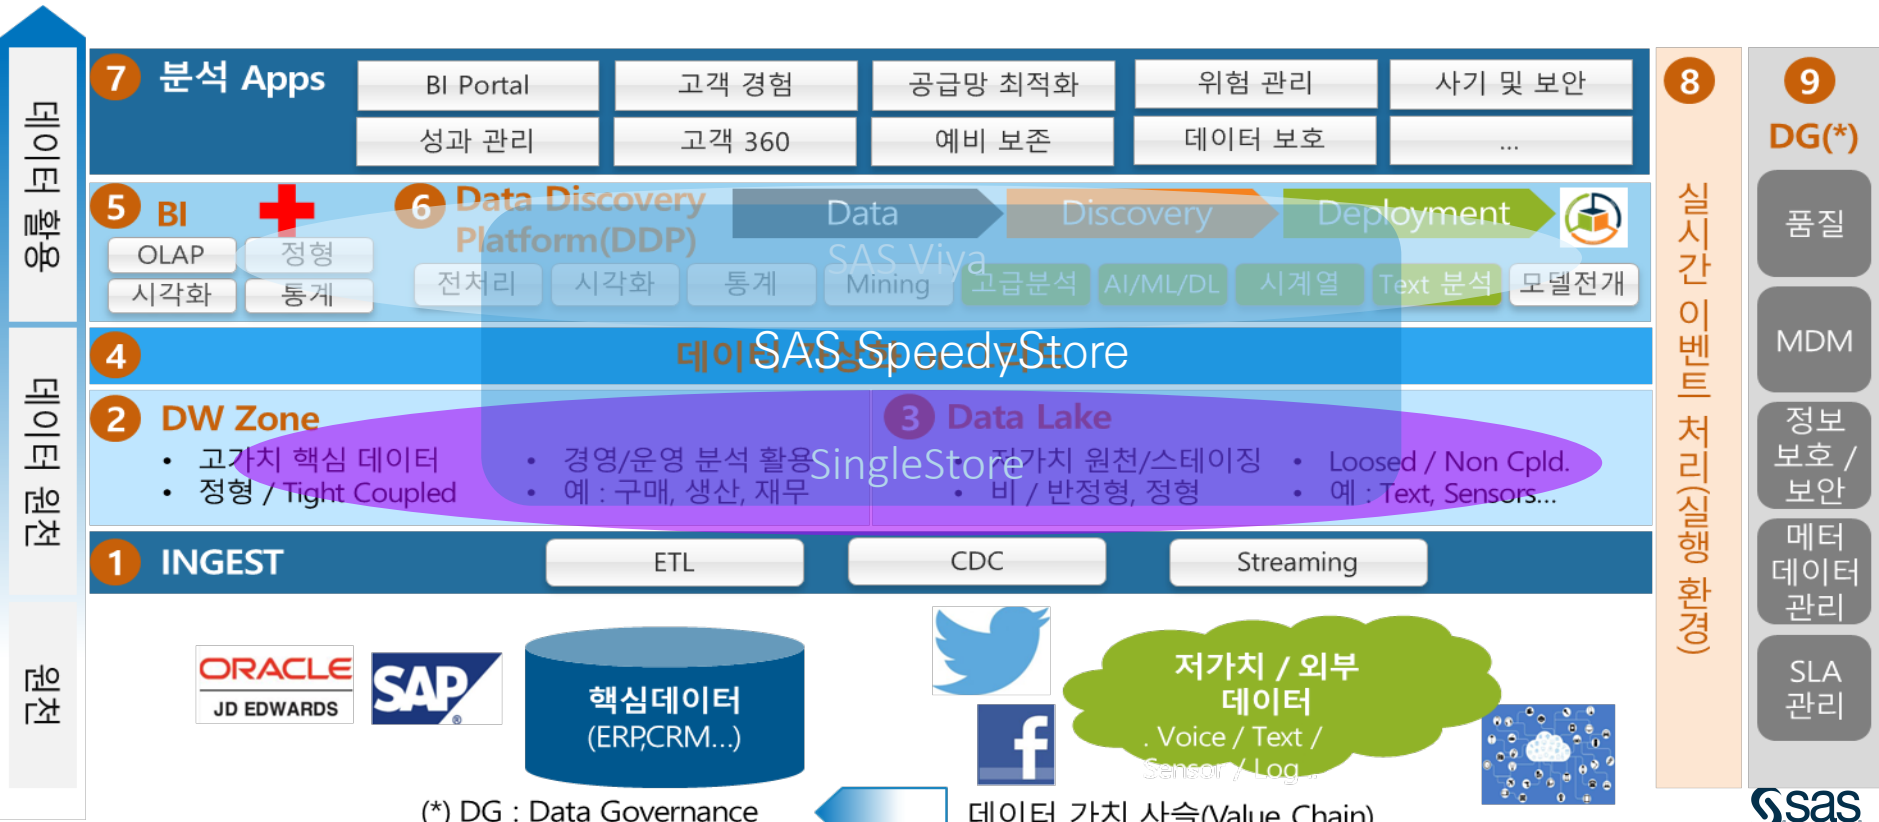 데이터 활용
데이터 원천
원천
7 분석 Apps
BI Portal
고객 경험
공급망 최적화
위험 관리
사기 및 보안
성과 관리
고객 360
예비 보존
데이터 보호
...
5 BI
OLAP
정형
시각화
통계
6 Data Discovery
Platform(DDP)
Data
Discovery
Deployment
SAS Viya
전처리
시각화
통계
Mining
고급분석
AI/ML/DL
시계열
Text 분석
모델전개
4
SAS SpeedyStore
2 DW Zone
• 고가치 핵심 데이터
• 정형 / Tight Coupled
• 경영/운영 분석 활용
• 예 : 구매, 생산, 재무
SingleStore
3 Data Lake
• 저가치 원천/스테이징
• 비 / 반정형, 정형
• Loosed / Non Cpld.
• 예 : Text, Sensors...
1 INGEST
ETL
CDC
Streaming
ORACLE
JD EDWARDS
SAP
핵심데이터
(ERP,CRM...)
저가치 / 외부
데이터
. Voice / Text /
Sensor / Log ..
(*) DG : Data Governance
데이터 가치 사슬(Value Chain)
8
실시간 이벤트 처리(실행 환경)
9
DG(*)
품질
MDM
정보
보호 /
보안
메터
데이터
관리
SLA
관리
sas